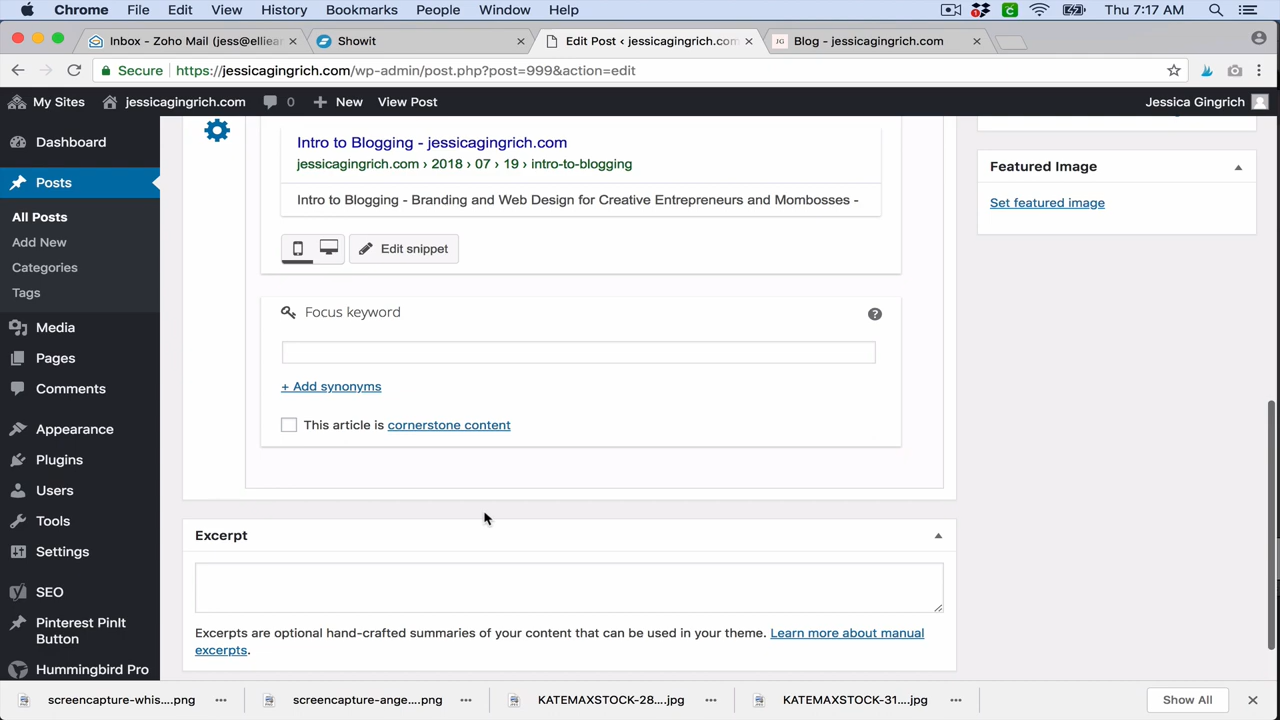 Chrome File Edit View History Bookmarks People Window Help Thu 7:17 AM
Inbox - Zoho Mail (jess@elliear Showit Edit Post ‹ jessicagingrich.com Blog - jessicagingrich.com
Secure https://jessicagingrich.com/wp-admin/post.php?post=999&action=edit
My Sites jessicagingrich.com 0 New View Post Jessica Gingrich
Dashboard
Posts
All Posts
Add New
Categories
Tags
Media
Pages
Comments
Appearance
Plugins
Users
Tools
Settings
SEO
Pinterest PinIt
Button
Hummingbird Pro
Intro to Blogging - jessicagingrich.com
jessicagingrich.com › 2018 › 07 › 19 › intro-to-blogging
Intro to Blogging - Branding and Web Design for Creative Entrepreneurs and Mombosses -
Edit snippet
Focus keyword
+ Add synonyms
This article is cornerstone content
Excerpt
Excerpts are optional hand-crafted summaries of your content that can be used in your theme. Learn more about manual
excerpts.
Featured Image
Set featured image
screencapture-whis....png screencapture-ange....png KATEMAXSTOCK-28...jpg KATEMAXSTOCK-31...jpg Show All